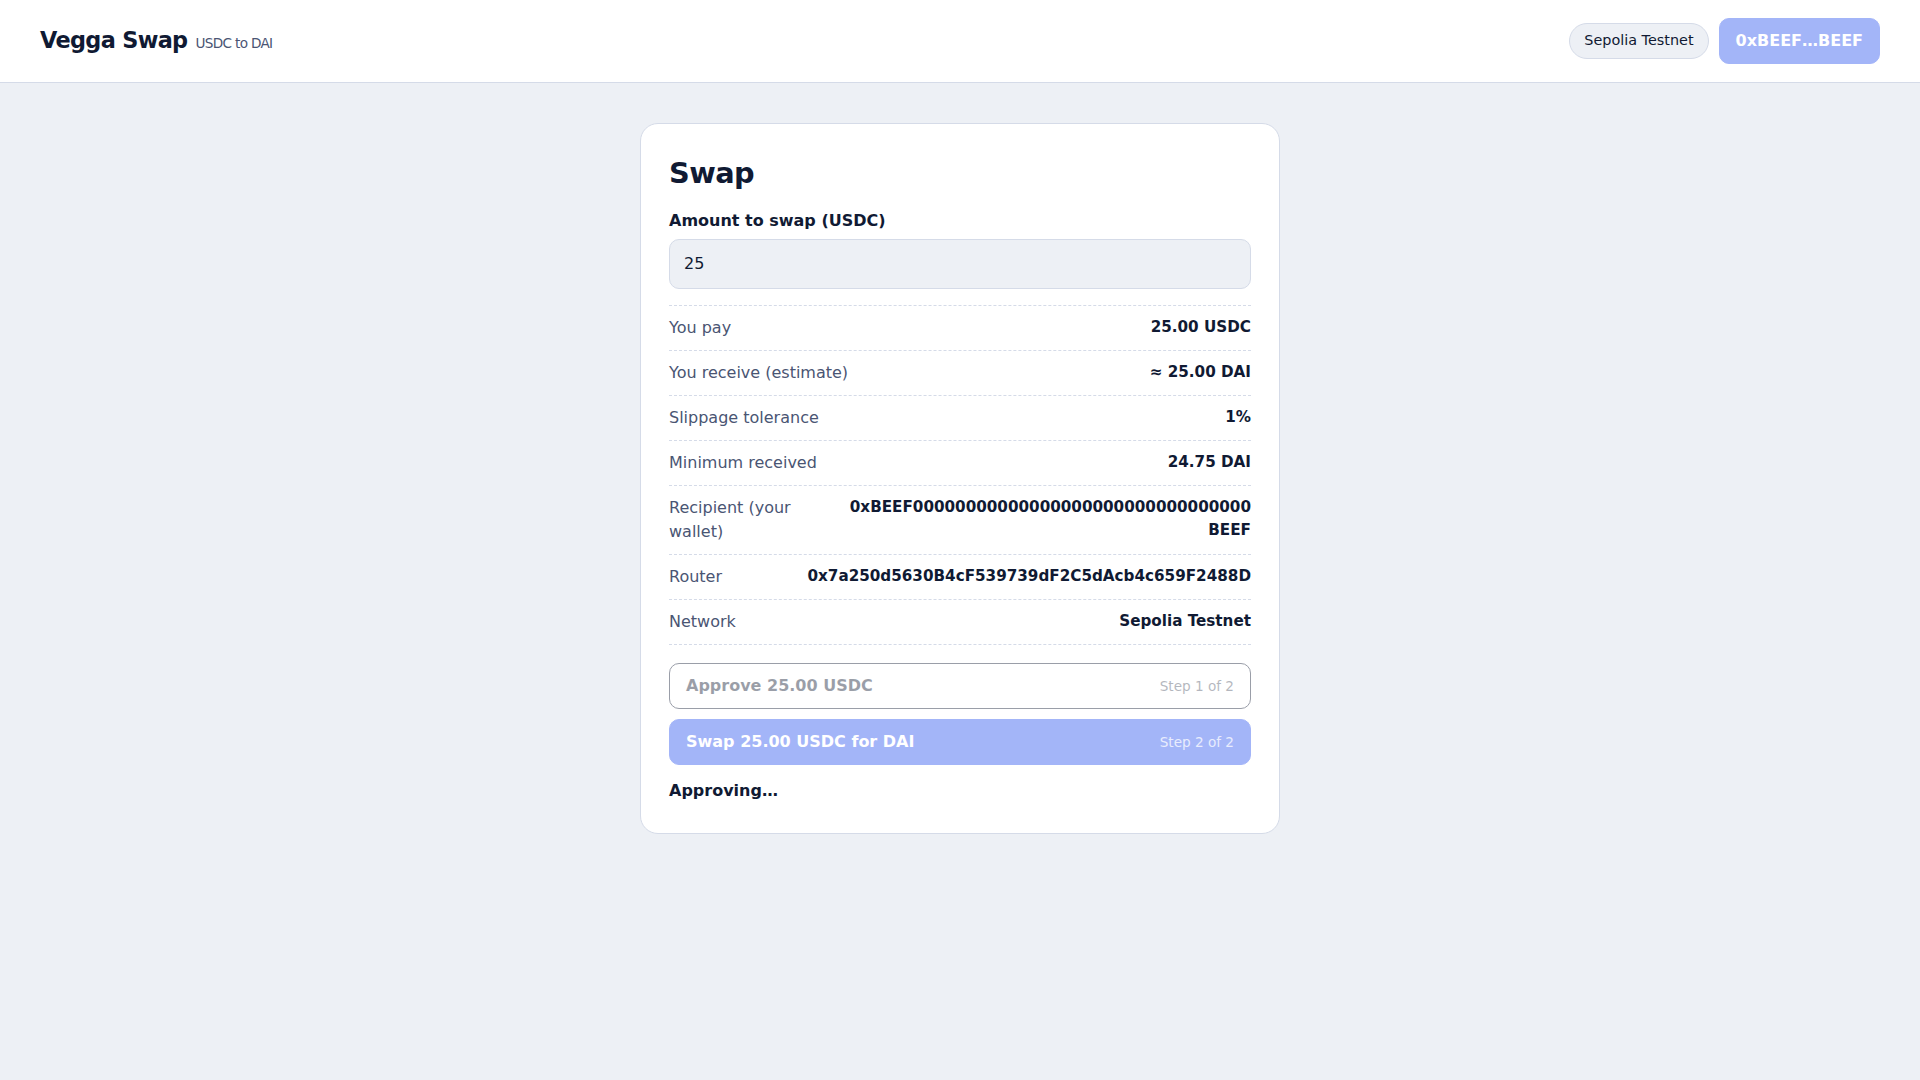 Vegga Swap USDC to DAI
Sepolia Testnet
0xBEEF…BEEF
Swap
Amount to swap (USDC)
25
You pay 25.00 USDC
You receive (estimate) ≈ 25.00 DAI
Slippage tolerance 1%
Minimum received 24.75 DAI
Recipient (your wallet) 0xBEEF00000000000000000000000000000000
BEEF
Router 0x7a250d5630B4cF539739dF2C5dAcb4c659F2488D
Network Sepolia Testnet
Approve 25.00 USDC Step 1 of 2
Swap 25.00 USDC for DAI Step 2 of 2
Approving…